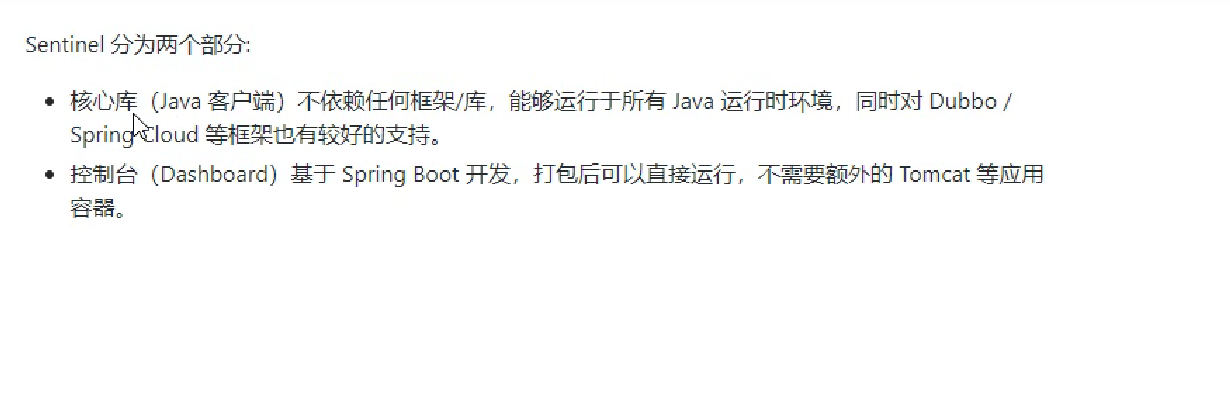 Sentinel 分为两个部分:
• 核心库（Java 客户端）不依赖任何框架/库，能够运行于所有 Java 运行时环境，同时对 Dubbo /
Spring Cloud 等框架也有较好的支持。
• 控制台（Dashboard）基于 Spring Boot 开发，打包后可以直接运行，不需要额外的 Tomcat 等应用
容器。